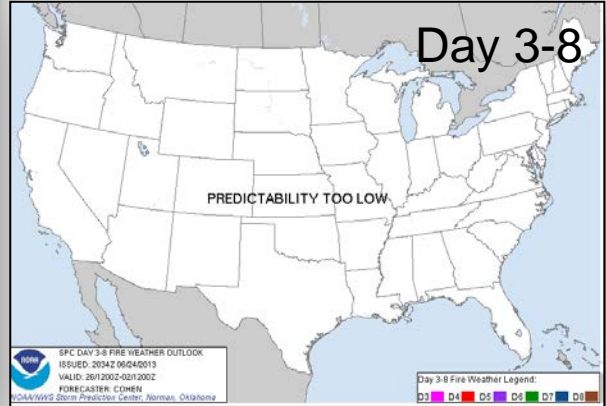 Day 3-8
PREDICTABILITY TOO LOW
NOAA
SPC DAY 3-8 FIRE WEATHER OUTLOOK
ISSUED: 2034Z 06/24/2013
VALID: 26/1200Z-02/1200Z
FORECASTER: COHEN
NOAA/NWS Storm Prediction Center, Norman, Oklahoma
Day 3-8 Fire Weather Legend:
D3 D4 D5 D6 D7 D8